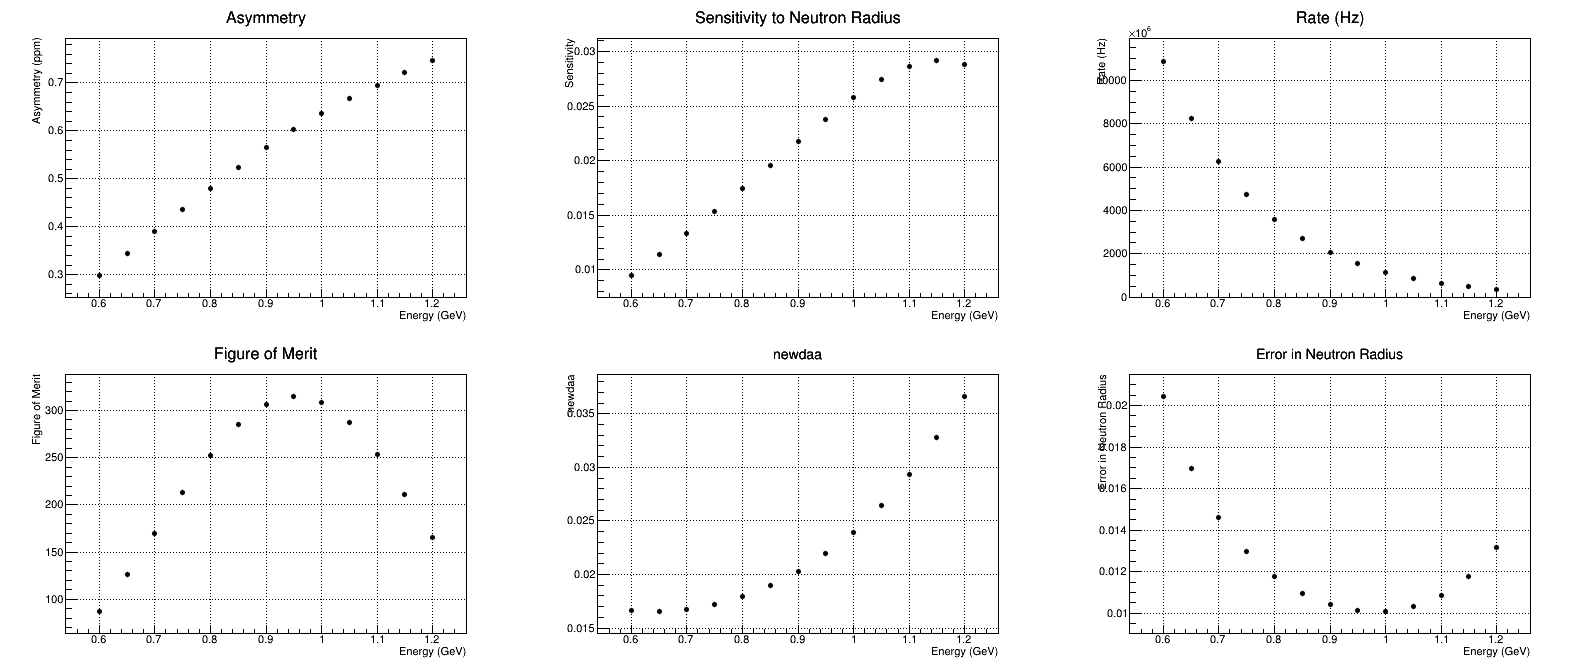 Asymmetry
Asymmetry (ppm)
0.7
0.6
0.5
0.4
0.3
0.6 0.7 0.8 0.9 1 1.1 1.2
Energy (GeV)
Sensitivity to Neutron Radius
Sensitivity
0.03
0.025
0.02
0.015
0.01
0.6 0.7 0.8 0.9 1 1.1 1.2
Energy (GeV)
Rate (Hz)
×10⁶
Rate (Hz)
10000
8000
6000
4000
2000
0
0.6 0.7 0.8 0.9 1 1.1 1.2
Energy (GeV)
Figure of Merit
Figure of Merit
300
250
200
150
100
0.6 0.7 0.8 0.9 1 1.1 1.2
Energy (GeV)
newdaa
newdaa
0.035
0.03
0.025
0.02
0.015
0.6 0.7 0.8 0.9 1 1.1 1.2
Energy (GeV)
Error in Neutron Radius
Error in Neutron Radius
0.02
0.018
0.016
0.014
0.012
0.01
0.6 0.7 0.8 0.9 1 1.1 1.2
Energy (GeV)